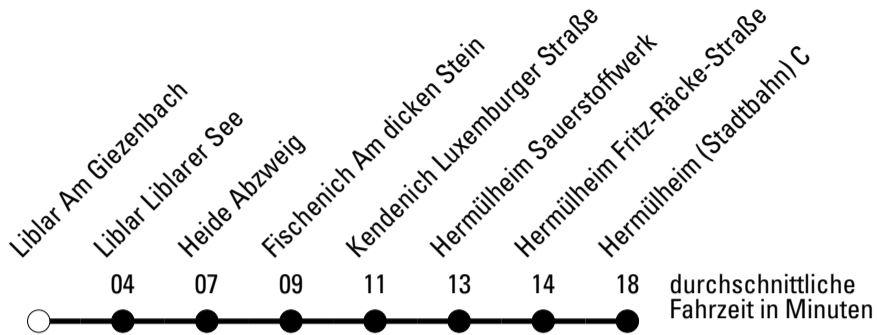 Liblar Am Giezenbach
Liblar Liblarer See
Heide Abzweig
Fischenich Am dicken Stein
Kendenich Luxemburger Straße
Hermülheim Sauerstoffwerk
Hermülheim Fritz-Räcke-Straße
Hermülheim (Stadtbahn) C
04 07 09 11 13 14 18 durchschnittliche
Fahrzeit in Minuten